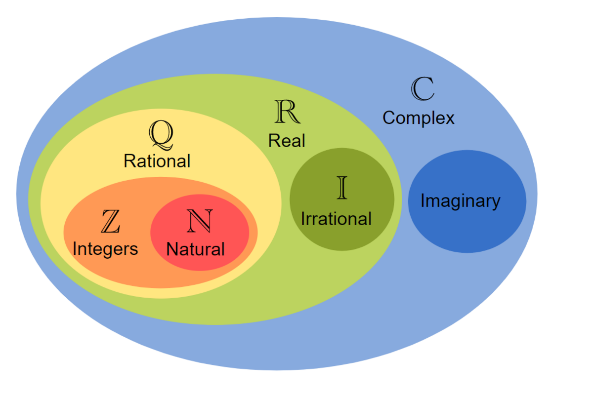 ℂ
Complex
ℝ
Real
ℚ
Rational
𝕀
Irrational
Imaginary
ℤ
Integers
ℕ
Natural